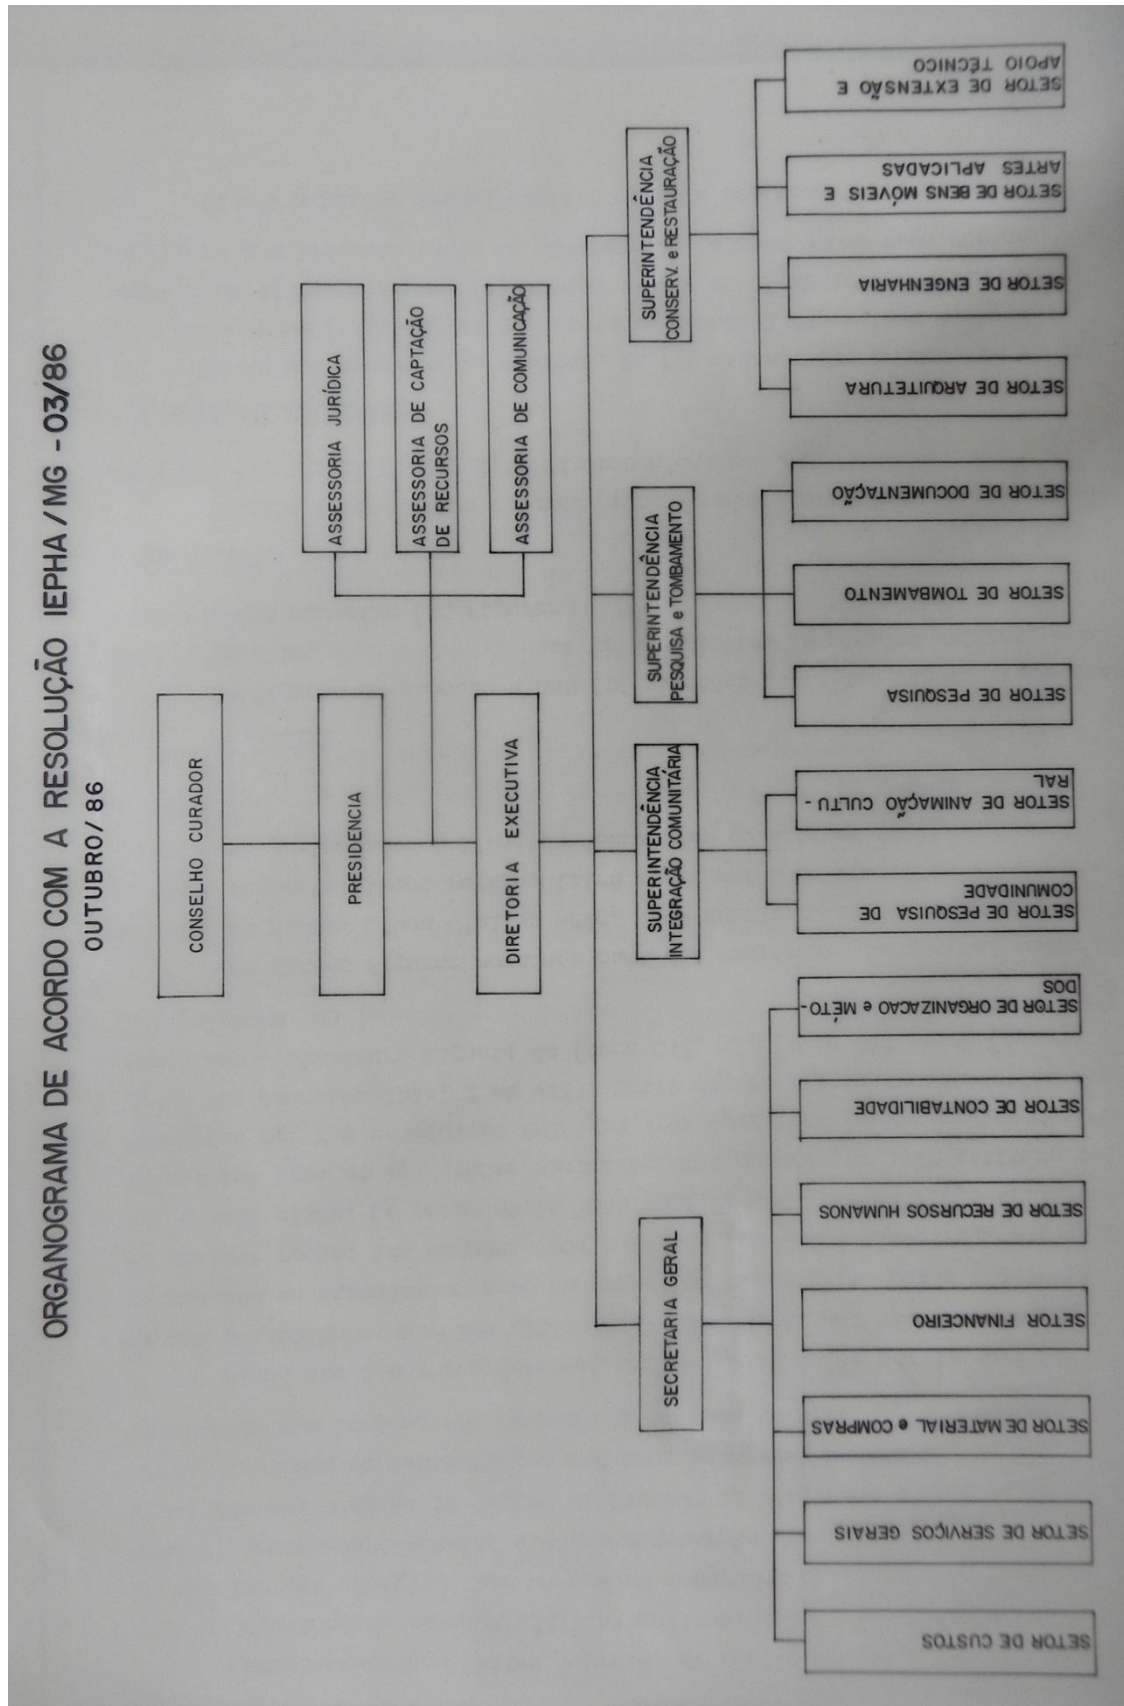 ORGANOGRAMA DE ACORDO COM A RESOLUÇÃO IEPHA/MG - 03/86
OUTUBRO/86
CONSELHO CURADOR
PRESIDENCIA
ASSESSORIA JURÍDICA
ASSESSORIA DE CAPTAÇÃO
DE RECURSOS
ASSESSORIA DE COMUNICAÇÃO
DIRETORIA EXECUTIVA
SECRETARIA GERAL
SUPERINTENDÊNCIA
INTEGRAÇÃO COMUNITÁRIA
SUPERINTENDÊNCIA
PESQUISA e TOMBAMENTO
SUPERINTENDÊNCIA
CONSERV. e RESTAURAÇÃO
SETOR DE CUSTOS
SETOR DE SERVIÇOS GERAIS
SETOR DE MATERIAL e COMPRAS
SETOR FINANCEIRO
SETOR DE RECURSOS HUMANOS
SETOR DE CONTABILIDADE
SETOR DE ORGANIZACAO e MÉTO-
DOS
SETOR DE PESQUISA DE
COMUNIDADE
SETOR DE ANIMAÇÃO CULTU-
RAL
SETOR DE PESQUISA
SETOR DE TOMBAMENTO
SETOR DE DOCUMENTAÇÃO
SETOR DE ARQUITETURA
SETOR DE ENGENHARIA
SETOR DE BENS MÓVEIS E
ARTES APLICADAS
SETOR DE EXTENSÃO E
APOIO TÉCNICO